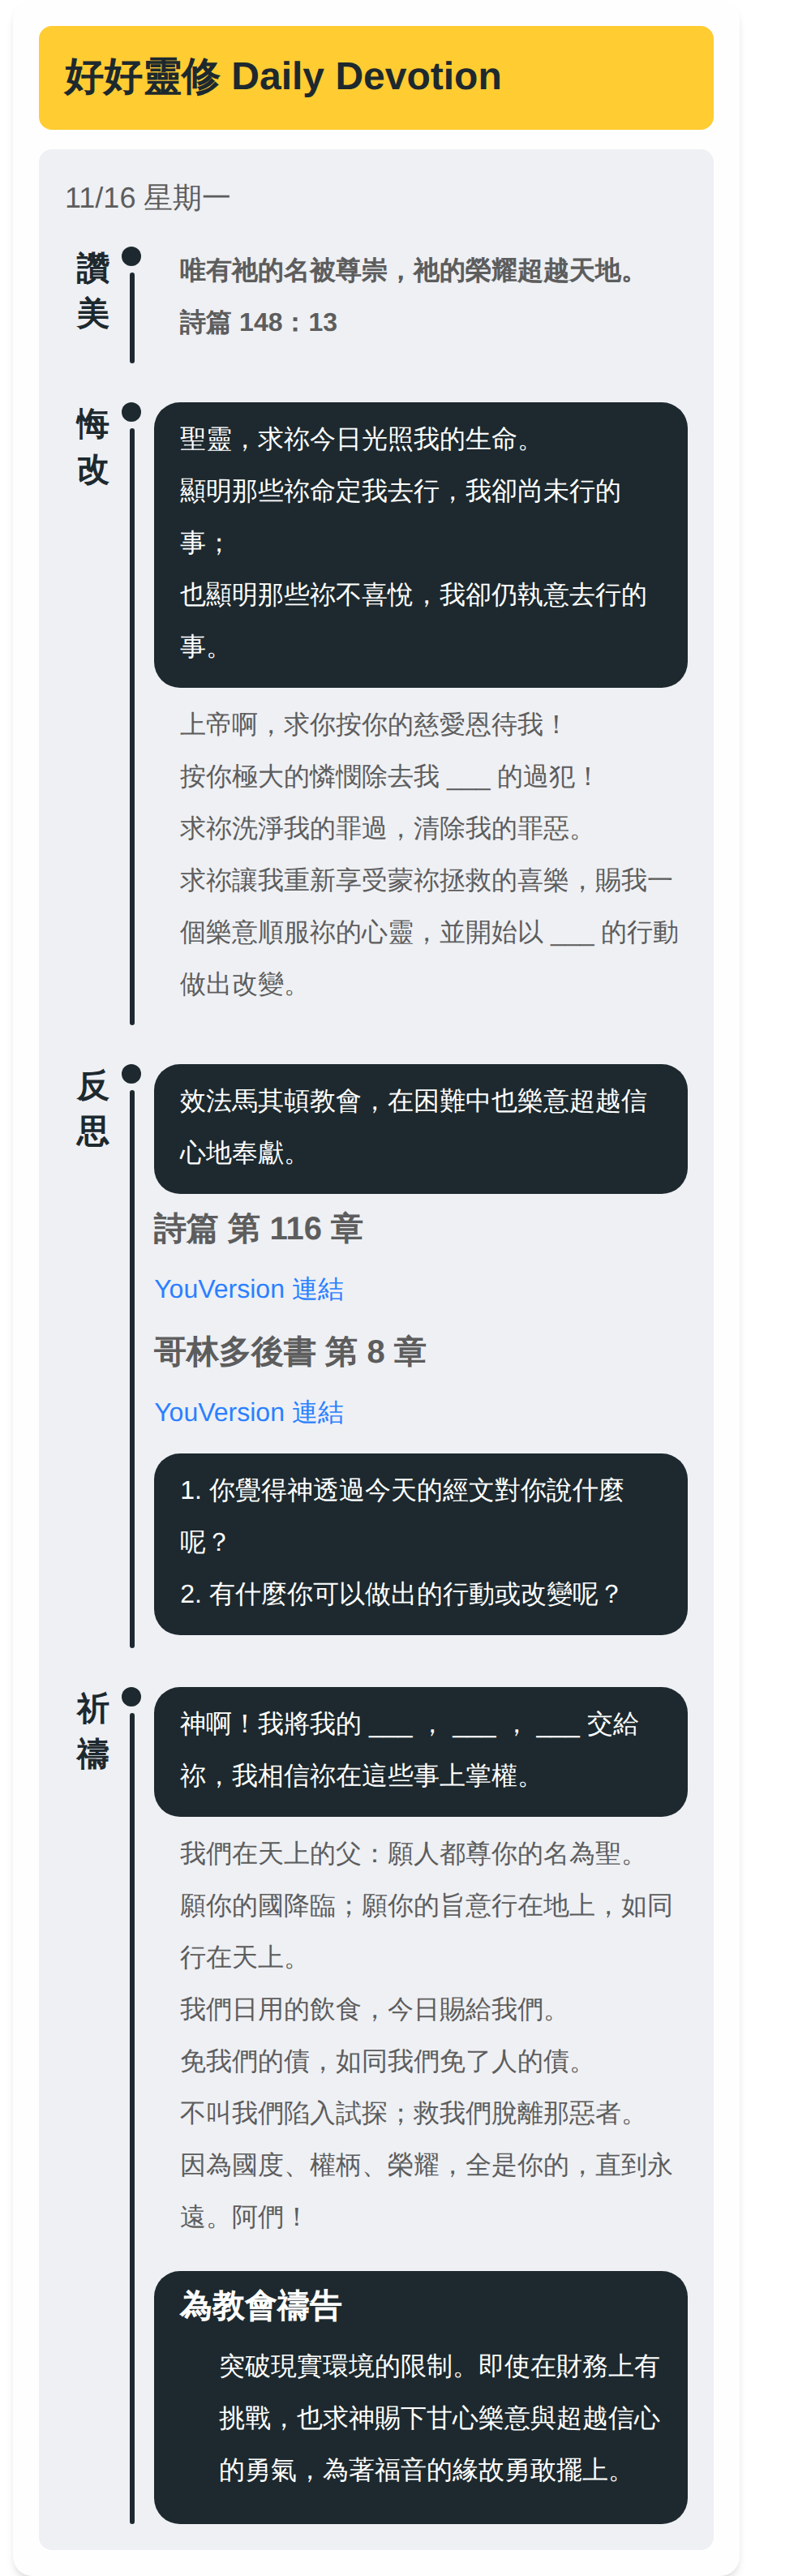 好好靈修 Daily Devotion
11/16 星期一
讚
美
唯有祂的名被尊崇，祂的榮耀超越天地。
詩篇 148：13
悔
改
聖靈，求祢今日光照我的生命。
顯明那些祢命定我去行，我卻尚未行的
事；
也顯明那些祢不喜悅，我卻仍執意去行的
事。
上帝啊，求你按你的慈愛恩待我！
按你極大的憐憫除去我 ___ 的過犯！
求祢洗淨我的罪過，清除我的罪惡。
求祢讓我重新享受蒙祢拯救的喜樂，賜我一
個樂意順服祢的心靈，並開始以 ___ 的行動
做出改變。
反
思
效法馬其頓教會，在困難中也樂意超越信
心地奉獻。
詩篇 第 116 章
YouVersion 連結
哥林多後書 第 8 章
YouVersion 連結
1. 你覺得神透過今天的經文對你說什麼
呢？
2. 有什麼你可以做出的行動或改變呢？
祈
禱
神啊！我將我的 ___ ， ___ ， ___ 交給
祢，我相信祢在這些事上掌權。
我們在天上的父：願人都尊你的名為聖。
願你的國降臨；願你的旨意行在地上，如同
行在天上。
我們日用的飲食，今日賜給我們。
免我們的債，如同我們免了人的債。
不叫我們陷入試探；救我們脫離那惡者。
因為國度、權柄、榮耀，全是你的，直到永
遠。阿們！
為教會禱告
突破現實環境的限制。即使在財務上有
挑戰，也求神賜下甘心樂意與超越信心
的勇氣，為著福音的緣故勇敢擺上。